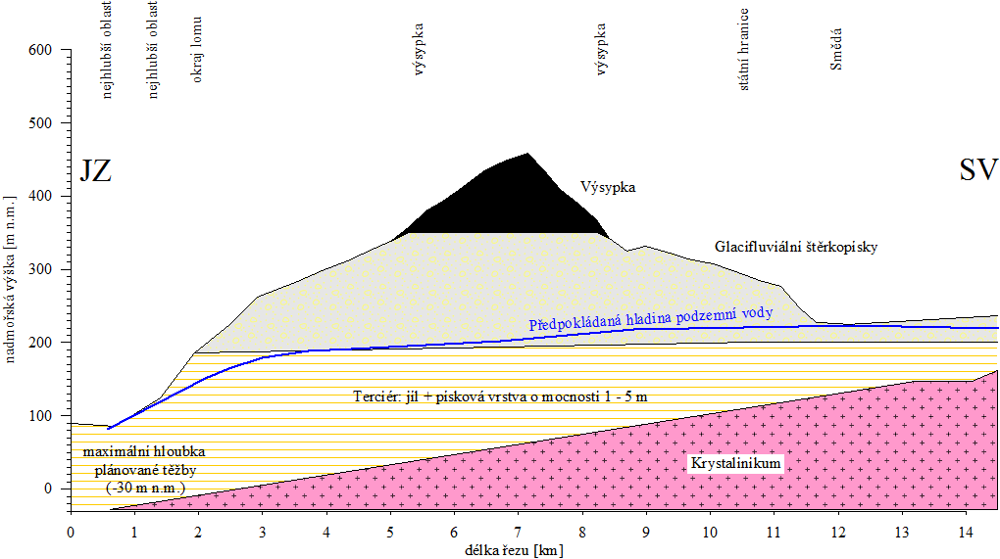 nejhlubší oblast
nejhlubší oblast
okraj lomu
výsypka
výsypka
státní hranice
Smědá
600
500
400
300
200
100
0
nadmořská výška [m n.m.]
JZ
SV
Výsypka
Glacifluviální štěrkopísky
Předpokládaná hladina podzemní vody
Terciér: jíl + písková vrstva o mocnosti 1 - 5 m
maximální hloubka
plánované těžby
(-30 m n.m.)
Krystalinikum
0 1 2 3 4 5 6 7 8 9 10 11 12 13 14
délka řezu [km]